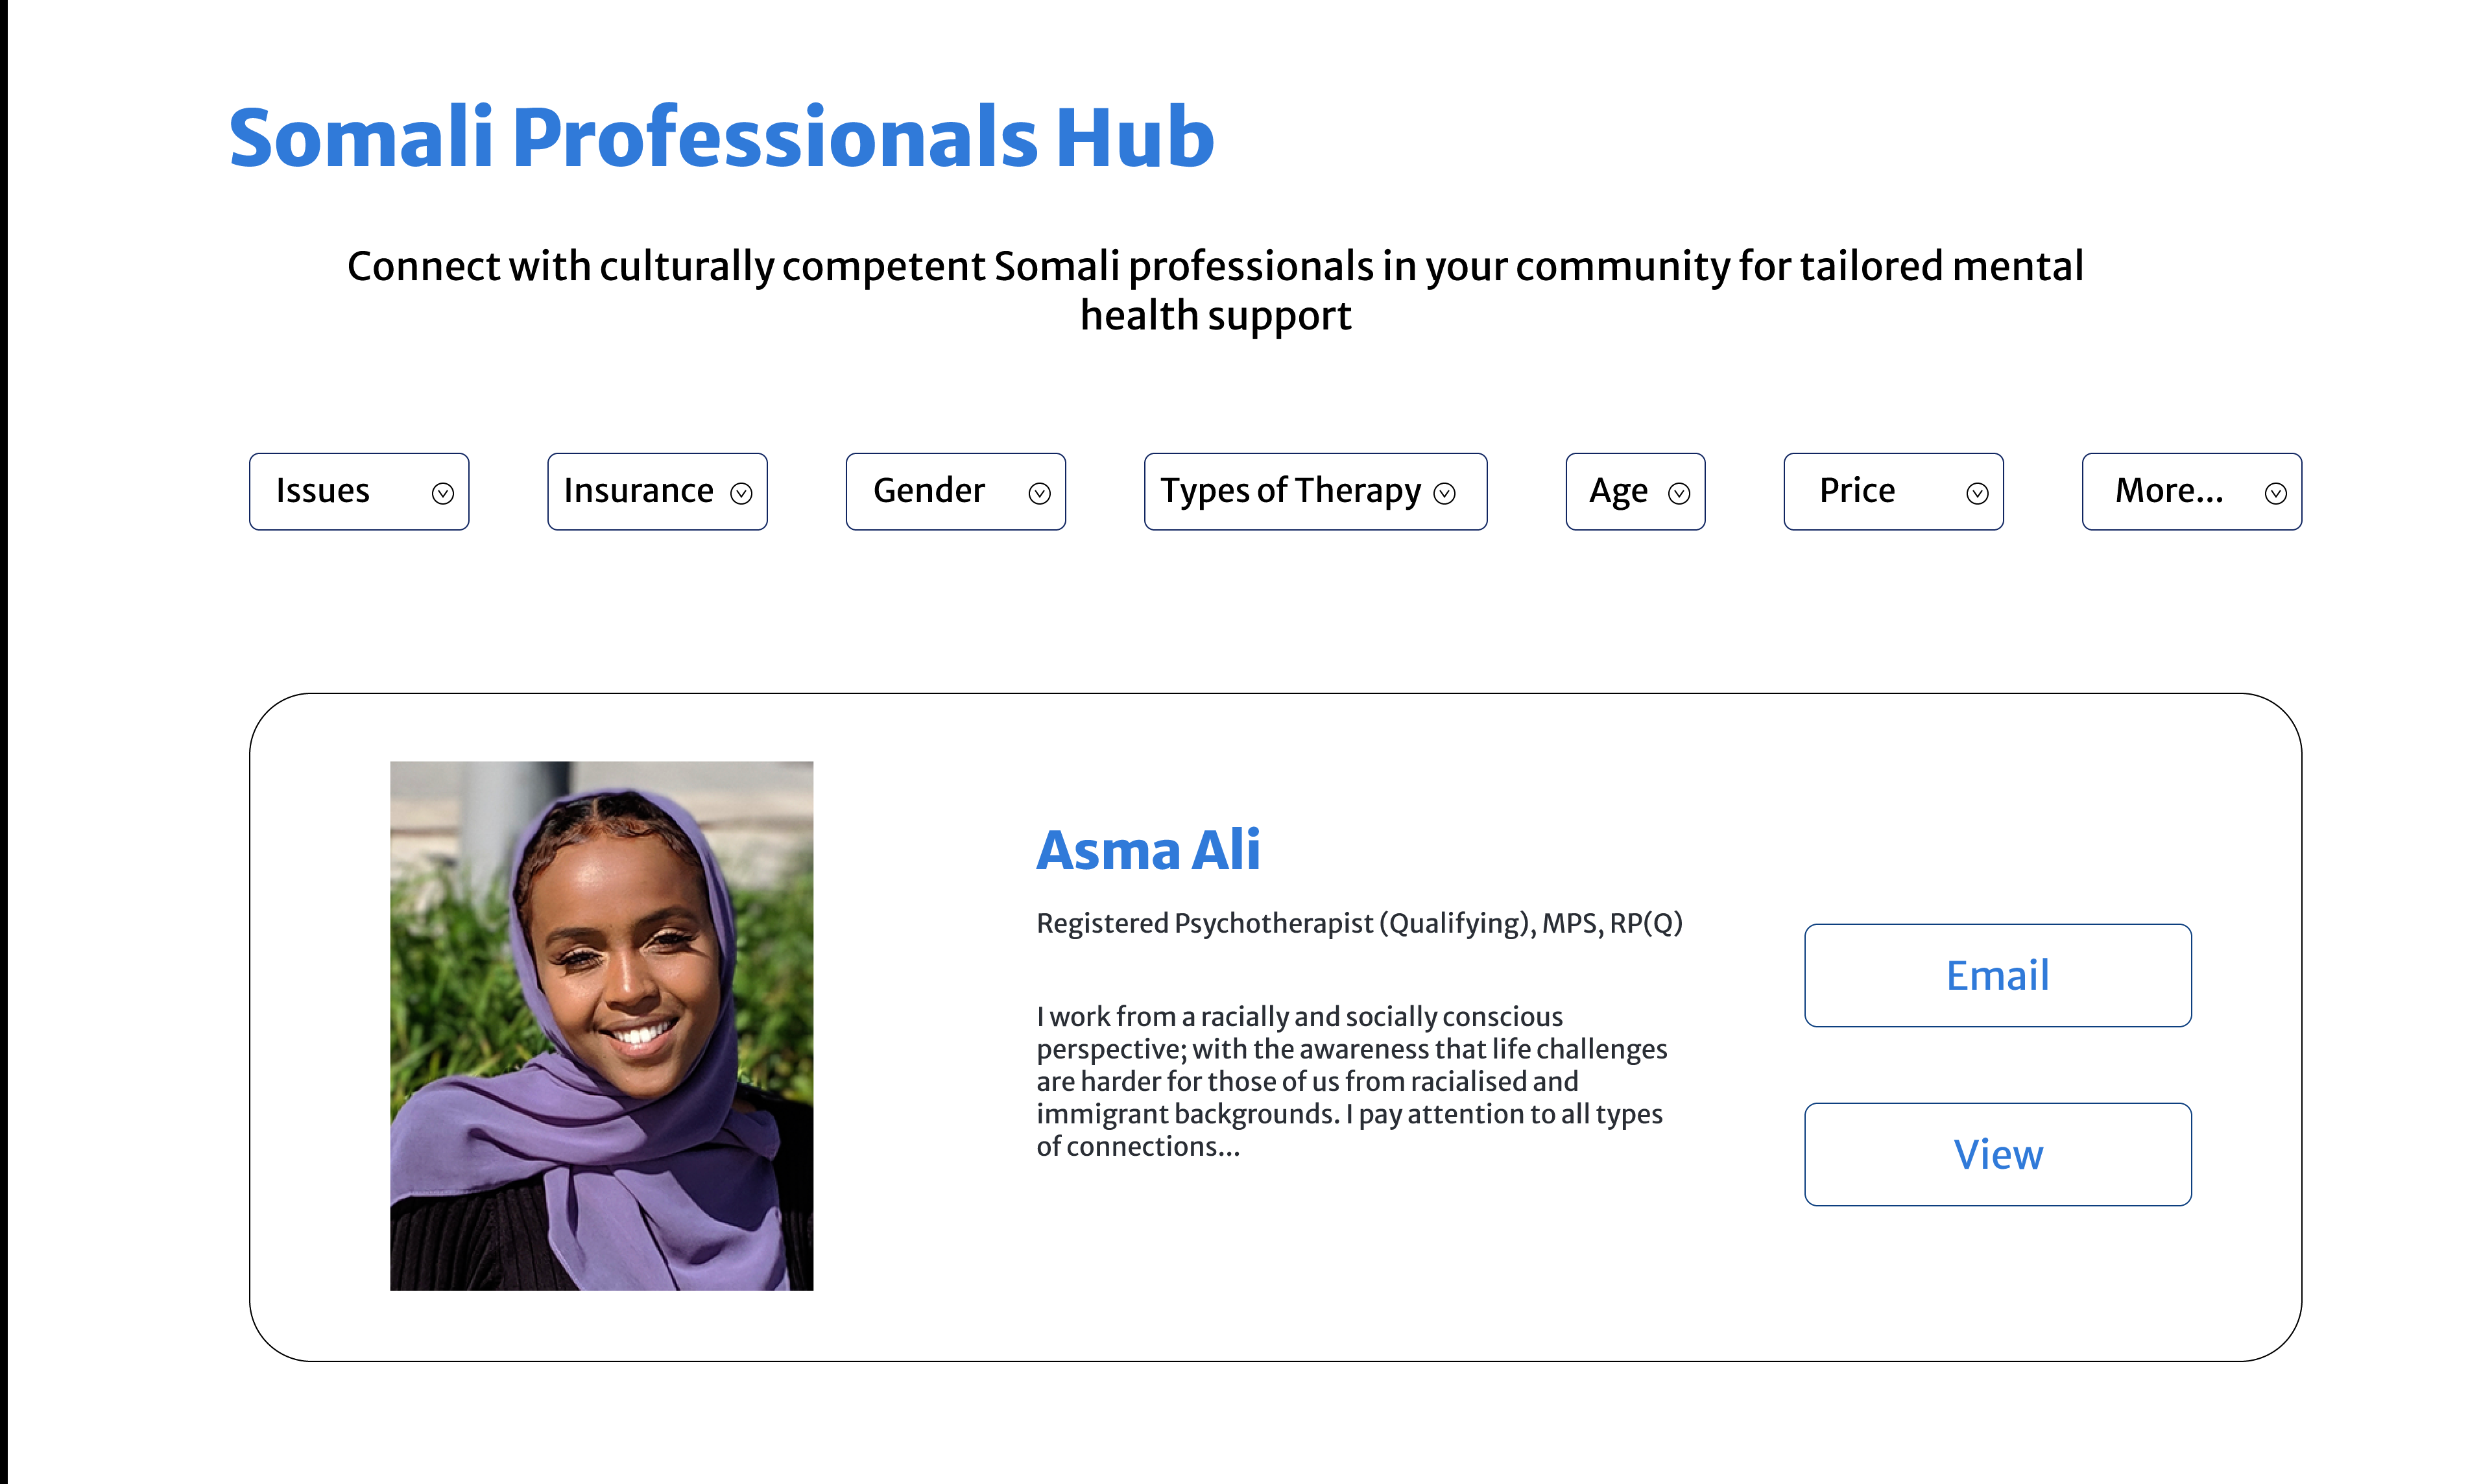 Somali Professionals Hub
Connect with culturally competent Somali professionals in your community for tailored mental
health support
Issues
Insurance
Gender
Types of Therapy
Age
Price
More...
Asma Ali
Registered Psychotherapist (Qualifying), MPS, RP(Q)
I work from a racially and socially conscious
perspective; with the awareness that life challenges
are harder for those of us from racialised and
immigrant backgrounds. I pay attention to all types
of connections...
Email
View